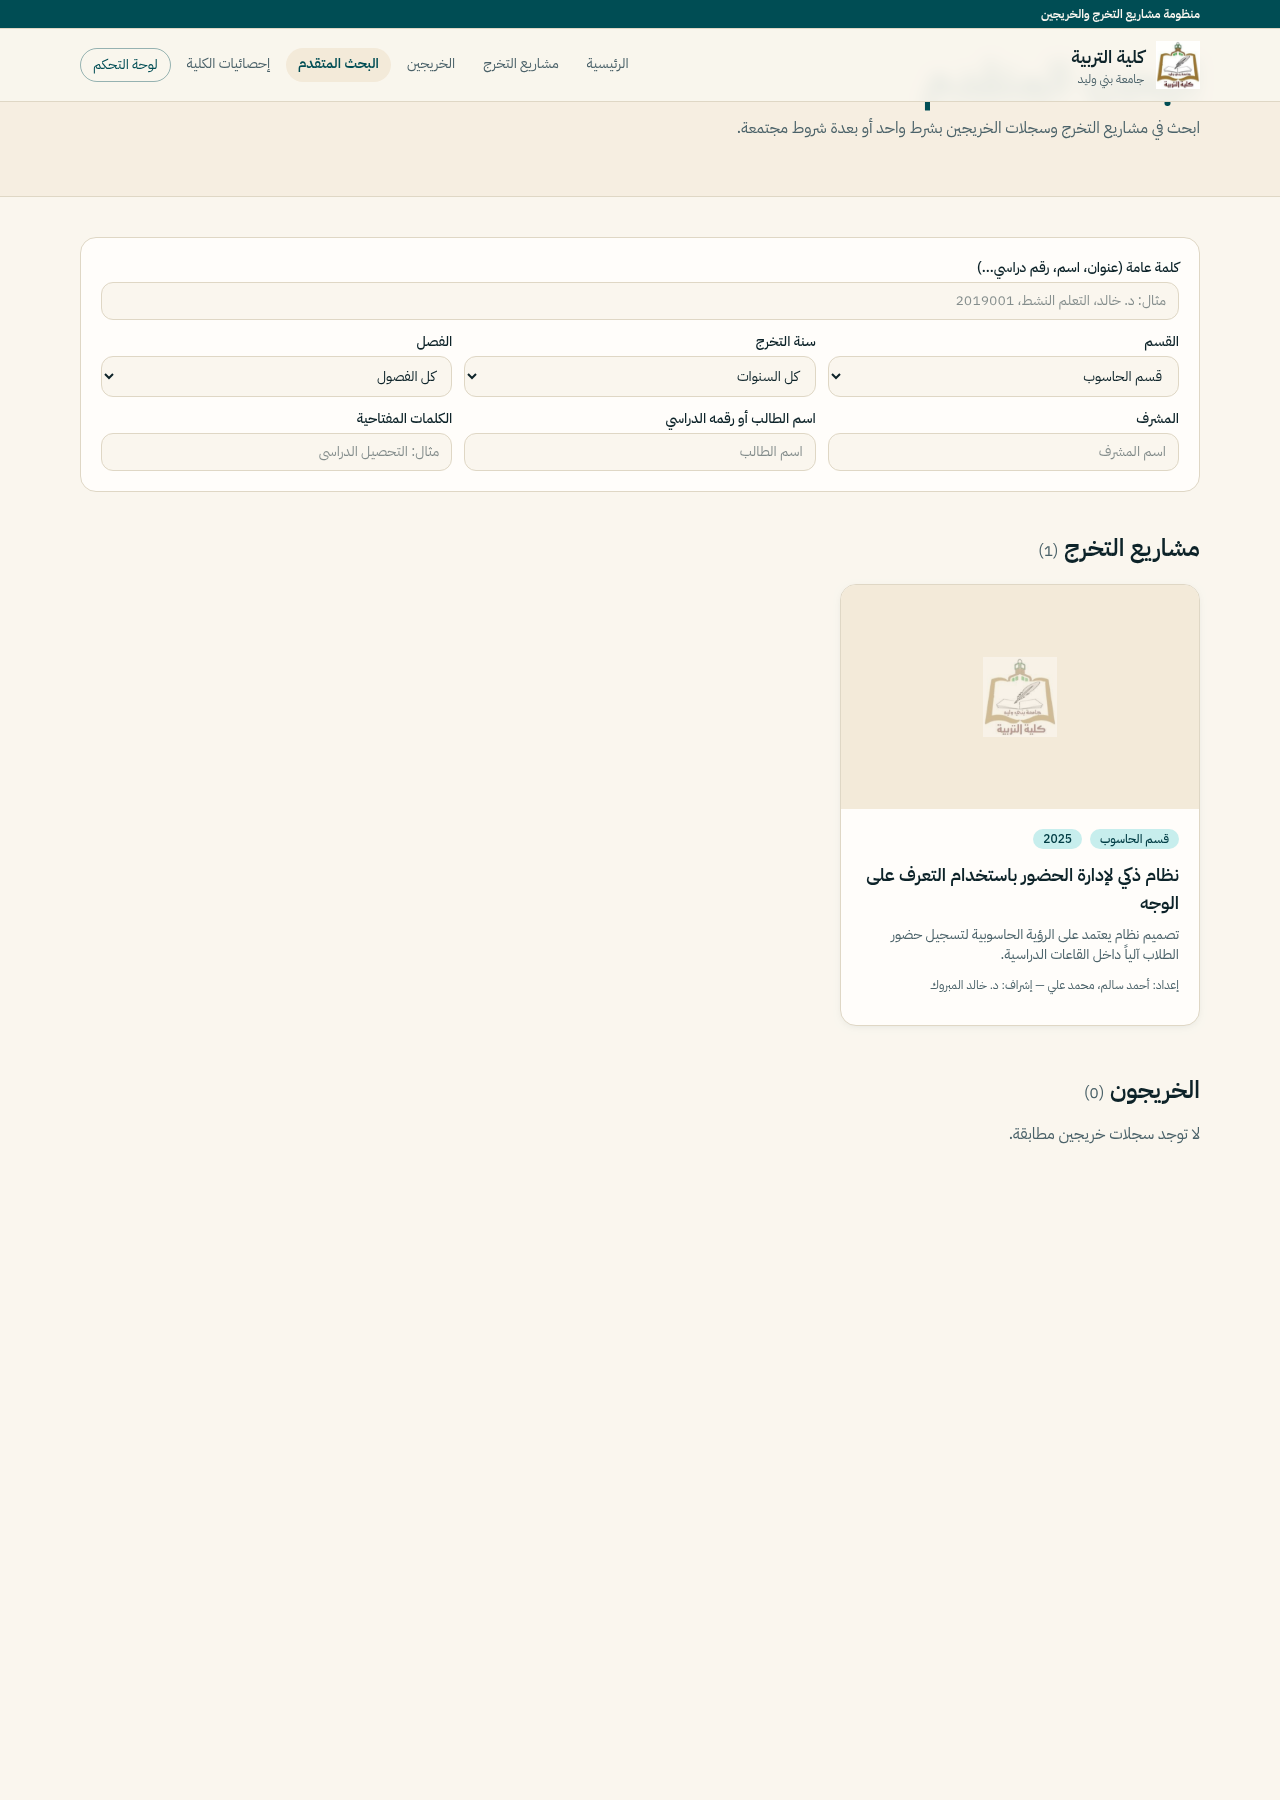 منظومة مشاريع التخرج والخريجين
كلية التربية
جامعة بني وليد
الرئيسية
مشاريع التخرج
الخريجين
البحث المتقدم
إحصائيات الكلية
لوحة التحكم
ابحث في مشاريع التخرج وسجلات الخريجين بشرط واحد أو بعدة شروط مجتمعة.
كلمة عامة (عنوان، اسم، رقم دراسي...)
مثال: د. خالد، التعلم النشط، 2019001
القسم
سنة التخرج
الفصل
قسم الحاسوب
كل السنوات
كل الفصول
المشرف
اسم الطالب أو رقمه الدراسي
الكلمات المفتاحية
اسم المشرف
اسم الطالب
مثال: التحصيل الدراسي
مشاريع التخرج (1)
كلية التربية
قسم الحاسوب
2025
نظام ذكي لإدارة الحضور باستخدام التعرف على
الوجه
تصميم نظام يعتمد على الرؤية الحاسوبية لتسجيل حضور
الطلاب آلياً داخل القاعات الدراسية.
إعداد: أحمد سالم، محمد علي — إشراف: د. خالد المبروك
الخريجون (0)
لا توجد سجلات خريجين مطابقة.